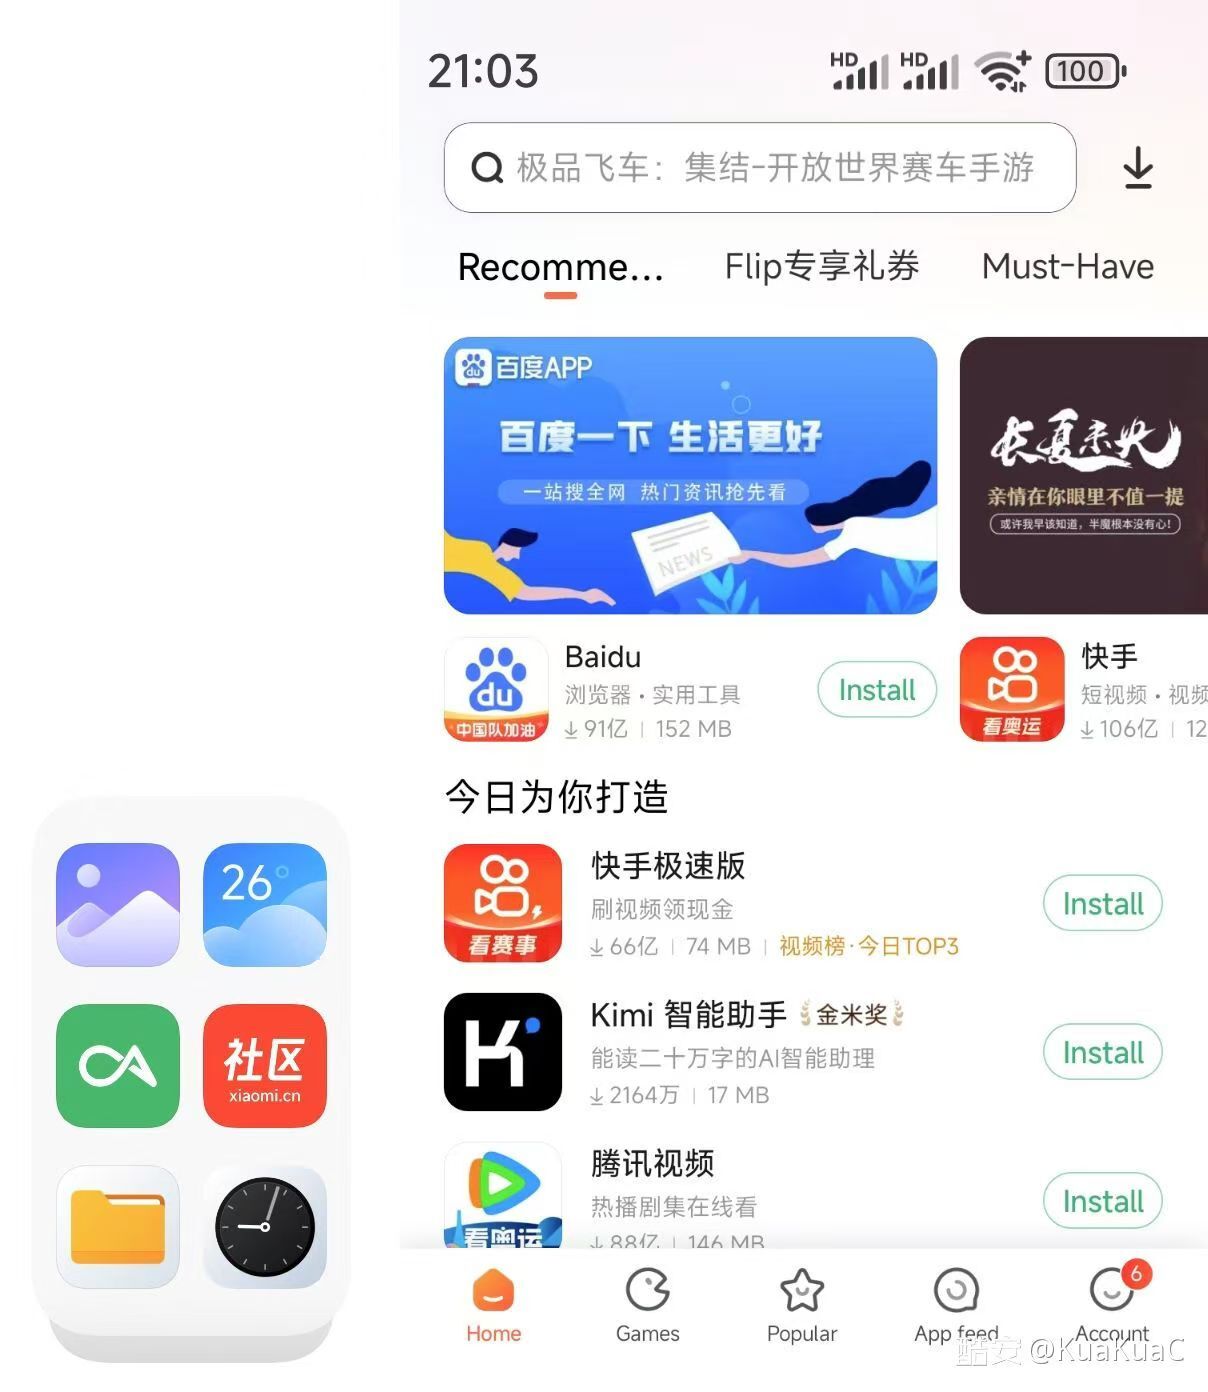 21:03
HD HD 100
极品飞车：集结-开放世界赛车手游
Recomme... Flip专享礼券 Must-Have
du 百度APP
百度一下 生活更好
一站搜全网 热门资讯抢先看
NEWS
长夏未央
亲情在你眼里不值一提
或许我早该知道，半魔根本没有心！
du
中国队加油
Baidu
浏览器·实用工具
91亿 | 152 MB
Install
看奥运
快手
短视频·视频
106亿 | 12
今日为你打造
看赛事
快手极速版
刷视频领现金
66亿 | 74 MB | 视频榜·今日TOP3
Install
K
Kimi 智能助手 金米奖
能读二十万字的AI智能助理
2164万 | 17 MB
Install
看奥运
腾讯视频
热播剧集在线看
88亿 | 146 MB
Install
26°
社区
xiaomi.cn
6
Home Games Popular App feed Account
酷安 @KuaKuaC